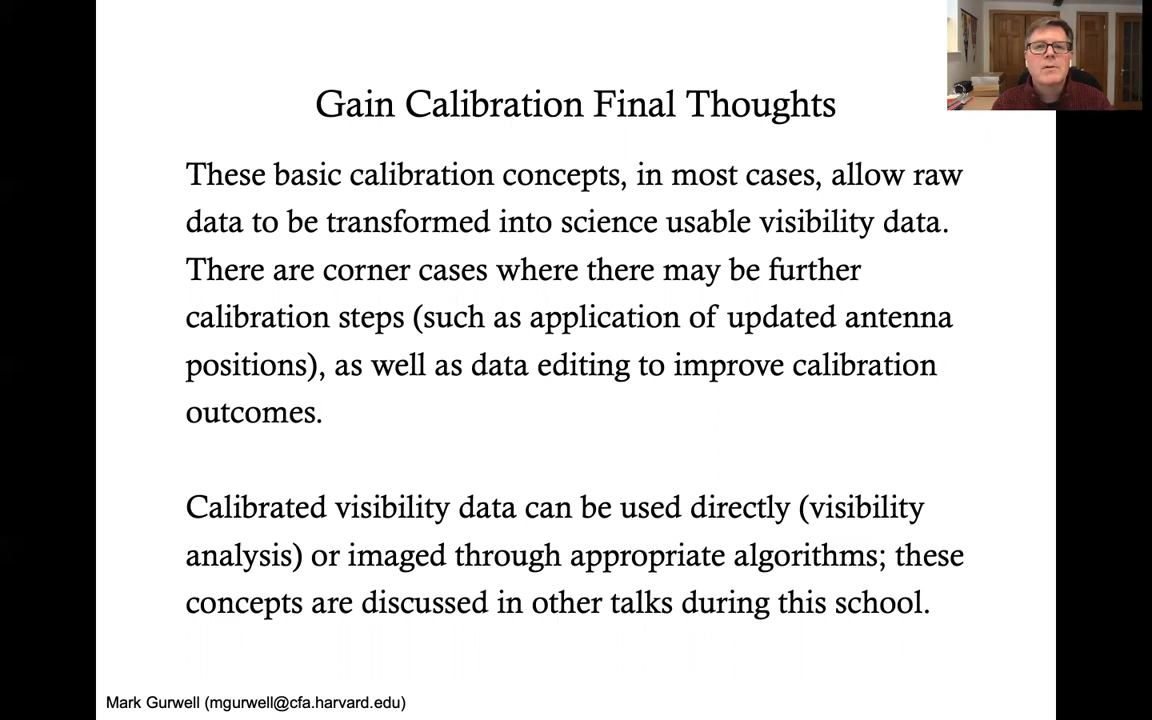 Gain Calibration Final Thoughts
These basic calibration concepts, in most cases, allow raw
data to be transformed into science usable visibility data.
There are corner cases where there may be further
calibration steps (such as application of updated antenna
positions), as well as data editing to improve calibration
outcomes.
Calibrated visibility data can be used directly (visibility
analysis) or imaged through appropriate algorithms; these
concepts are discussed in other talks during this school.
Mark Gurwell (mgurwell@cfa.harvard.edu)